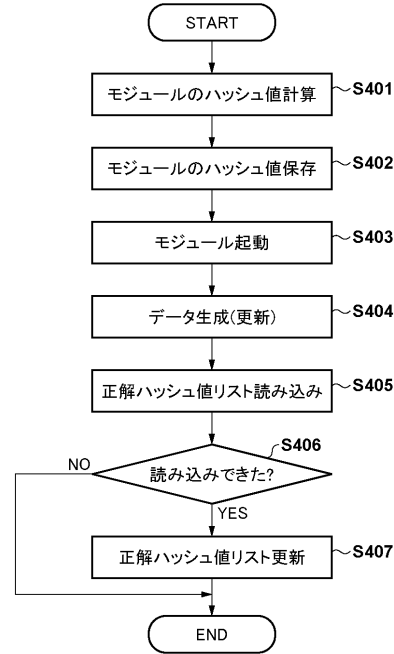 START
モジュールのハッシュ値計算
S401
モジュールのハッシュ値保存
S402
モジュール起動
S403
データ生成(更新)
S404
正解ハッシュ値リスト読み込み
S405
S406
読み込みできた?
NO
YES
正解ハッシュ値リスト更新
S407
END